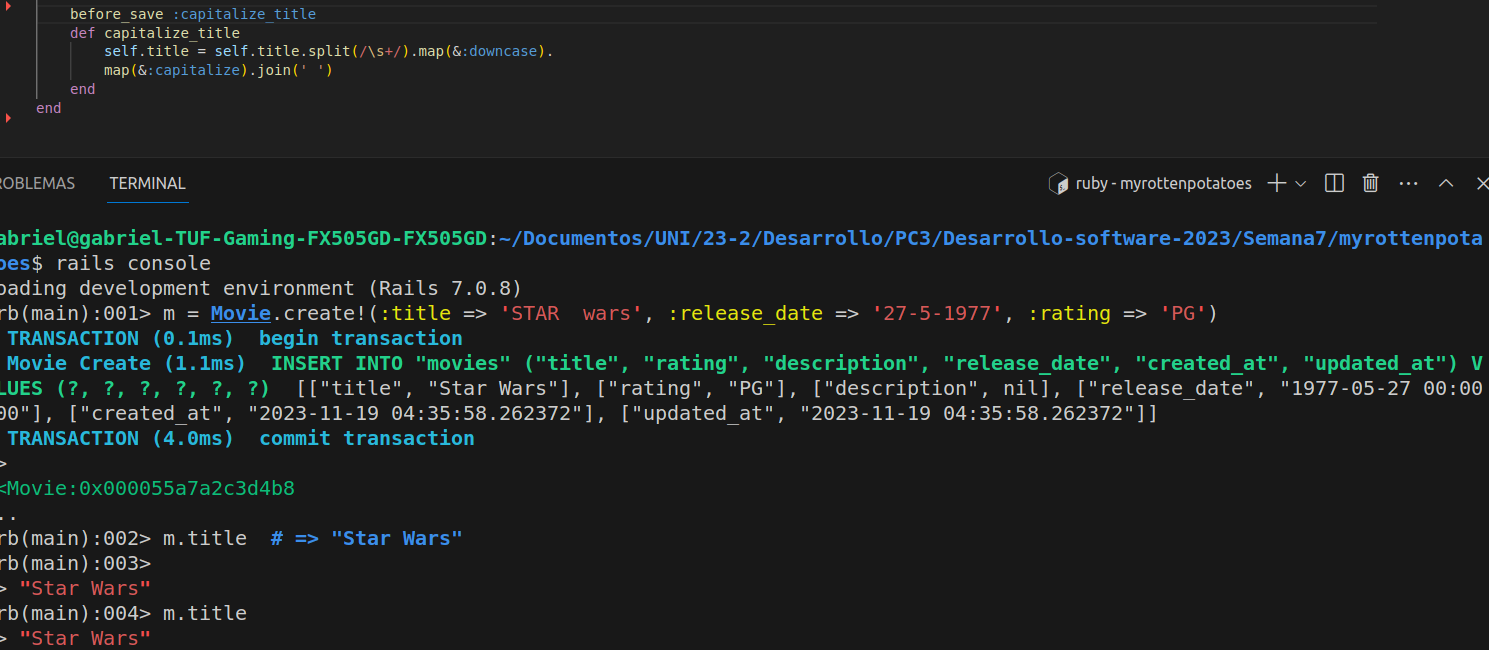 before_save :capitalize_title
def capitalize_title
self.title = self.title.split(/\s+/).map(&:downcase).
map(&:capitalize).join(' ')
end
end
ROBLEMAS TERMINAL ruby - myrottenpotatoes
abriel@gabriel-TUF-Gaming-FX505GD-FX505GD:~/Documentos/UNI/23-2/Desarrollo/PC3/Desarrollo-software-2023/Semana7/myrottenpota
oes$ rails console
oading development environment (Rails 7.0.8)
rb(main):001> m = Movie.create!(:title => 'STAR  wars', :release_date => '27-5-1977', :rating => 'PG')
TRANSACTION (0.1ms)  begin transaction
Movie Create (1.1ms)  INSERT INTO "movies" ("title", "rating", "description", "release_date", "created_at", "updated_at") V
LUES (?, ?, ?, ?, ?, ?)  [["title", "Star Wars"], ["rating", "PG"], ["description", nil], ["release_date", "1977-05-27 00:00
00"], ["created_at", "2023-11-19 04:35:58.262372"], ["updated_at", "2023-11-19 04:35:58.262372"]]
TRANSACTION (4.0ms)  commit transaction
>
<Movie:0x000055a7a2c3d4b8
..
rb(main):002> m.title  # => "Star Wars"
rb(main):003>
> "Star Wars"
rb(main):004> m.title
> "Star Wars"